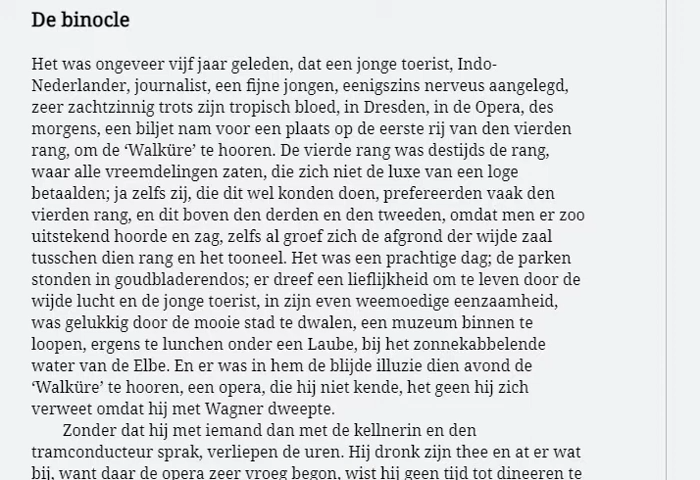 De binocle
Het was ongeveer vijf jaar geleden, dat een jonge toerist, Indo-
Nederlander, journalist, een fijne jongen, eenigszins nerveus aangelegd,
zeer zachtzinnig trots zijn tropisch bloed, in Dresden, in de Opera, des
morgens, een biljet nam voor een plaats op de eerste rij van den vierden
rang, om de ‘Walküre’ te hooren. De vierde rang was destijds de rang,
waar alle vreemdelingen zaten, die zich niet de luxe van een loge
betaalden; ja zelfs zij, die dit wel konden doen, prefereerden vaak den
vierden rang, en dit boven den derden en den tweeden, omdat men er zoo
uitstekend hoorde en zag, zelfs al groef zich de afgrond der wijde zaal
tusschen dien rang en het tooneel. Het was een prachtige dag; de parken
stonden in goudbladerendos; er dreef een lieflijkheid om te leven door de
wijde lucht en de jonge toerist, in zijn even weemoedige eenzaamheid,
was gelukkig door de mooie stad te dwalen, een muzeum binnen te
loopen, ergens te lunchen onder een Laube, bij het zonnekabbelende
water van de Elbe. En er was in hem de blijde illuzie dien avond de
‘Walküre’ te hooren, een opera, die hij niet kende, het geen hij zich
verweet omdat hij met Wagner dweepte.
Zonder dat hij met iemand dan met de kellnerin en den
tramconducteur sprak, verliepen de uren. Hij dronk zijn thee en at er wat
bij, want daar de opera zeer vroeg begon, wist hij geen tijd tot dineeren te